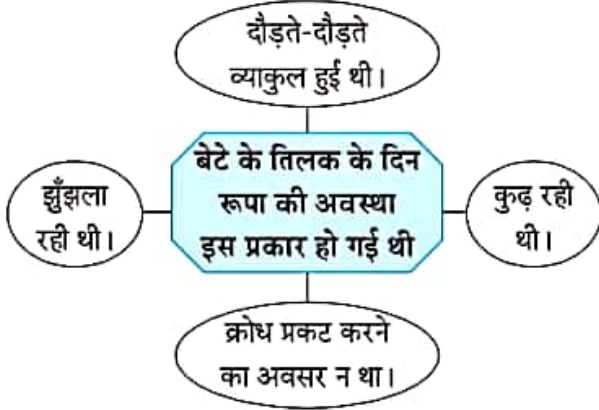 दौड़ते-दौड़ते
व्याकुल हुई थी।
बेटे के तिलक के दिन
रूपा की अवस्था
इस प्रकार हो गई थी
झुँझला
रही थी।
कुढ़ रही
थी।
क्रोध प्रकट करने
का अवसर न था।